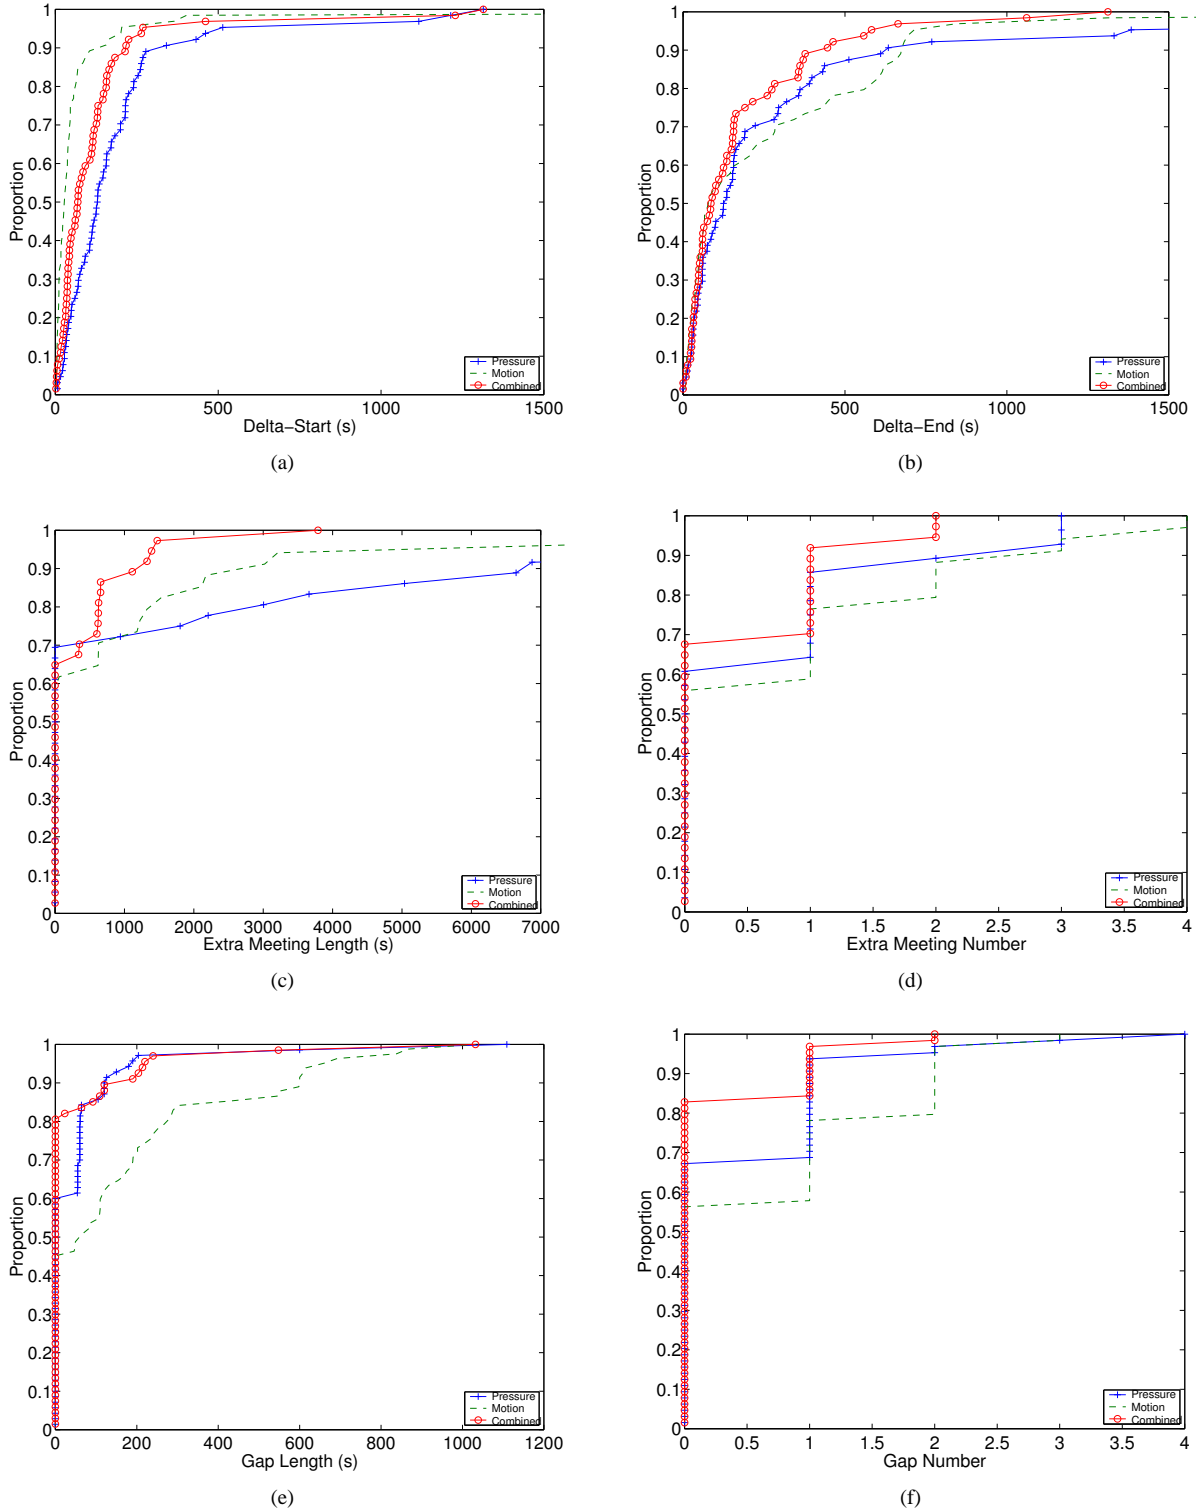 1
0.9
0.8
0.7
0.6
0.5
0.4
0.3
0.2
0.1
0
Proportion
0 500 1000 1500
Delta−Start (s)
Pressure
Motion
Combined
(a)
1
0.9
0.8
0.7
0.6
0.5
0.4
0.3
0.2
0.1
0
Proportion
0 500 1000 1500
Delta−End (s)
Pressure
Motion
Combined
(b)
1
0.9
0.8
0.7
0.6
0.5
0.4
0.3
0.2
0.1
0
Proportion
0 1000 2000 3000 4000 5000 6000 7000
Extra Meeting Length (s)
Pressure
Motion
Combined
(c)
1
0.9
0.8
0.7
0.6
0.5
0.4
0.3
0.2
0.1
0
Proportion
0 0.5 1 1.5 2 2.5 3 3.5 4
Extra Meeting Number
Pressure
Motion
Combined
(d)
1
0.9
0.8
0.7
0.6
0.5
0.4
0.3
0.2
0.1
0
Proportion
0 200 400 600 800 1000 1200
Gap Length (s)
Pressure
Motion
Combined
(e)
1
0.9
0.8
0.7
0.6
0.5
0.4
0.3
0.2
0.1
0
Proportion
0 0.5 1 1.5 2 2.5 3 3.5 4
Gap Number
Pressure
Motion
Combined
(f)